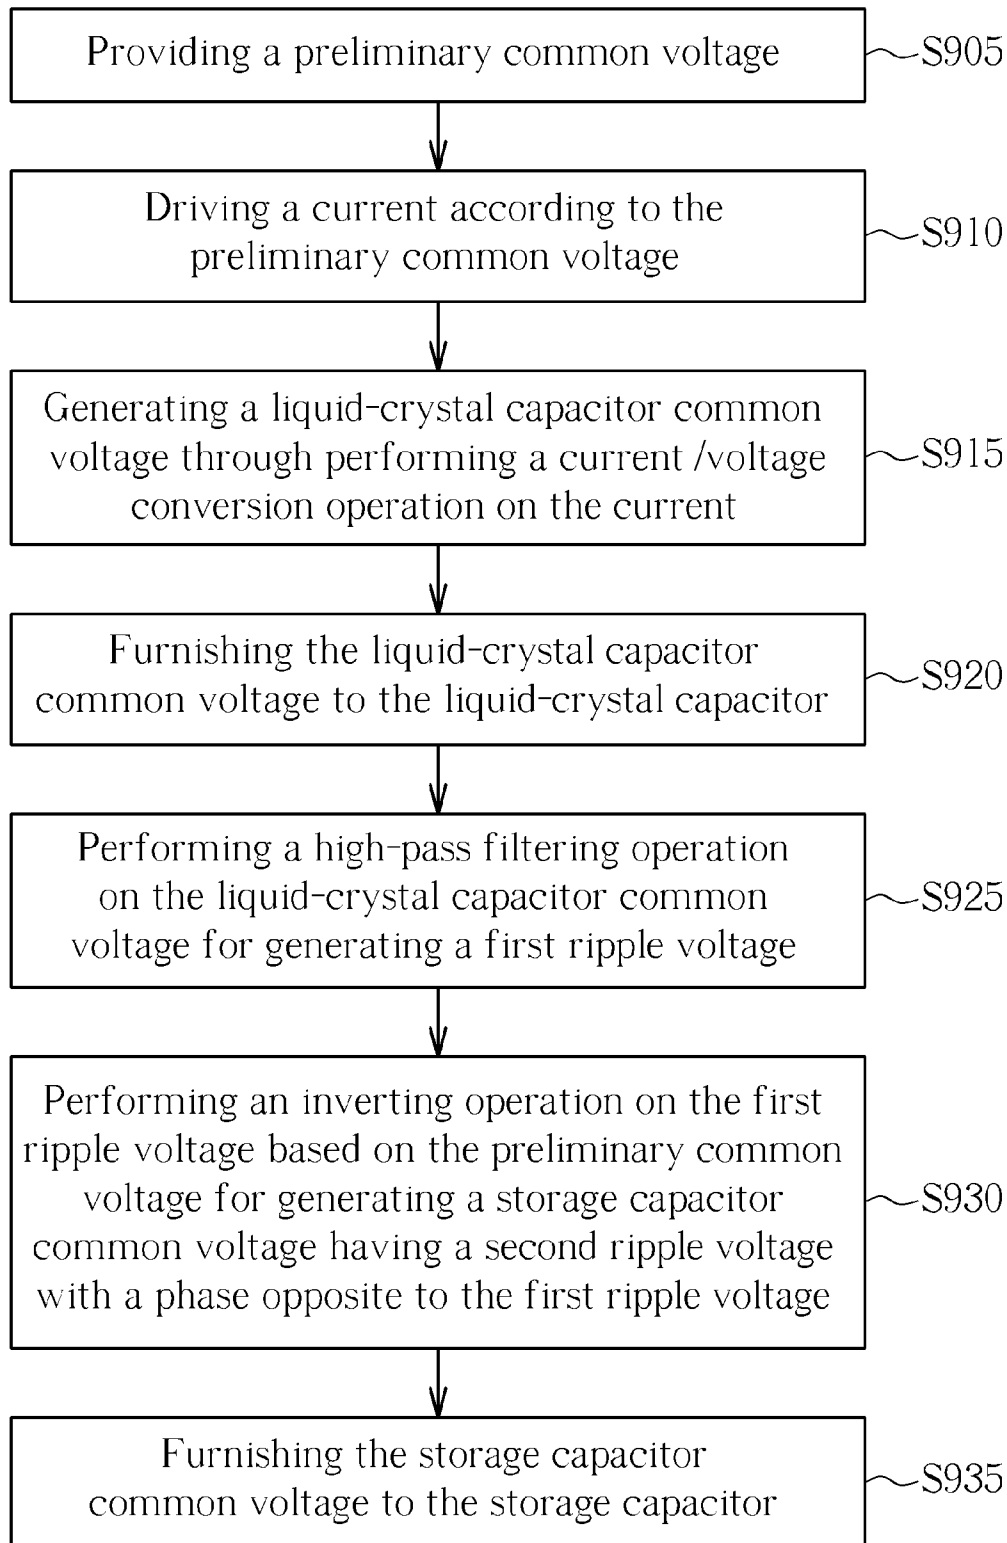 Providing a preliminary common voltage
S905
Driving a current according to the
preliminary common voltage
S910
Generating a liquid-crystal capacitor common
voltage through performing a current /voltage
conversion operation on the current
S915
Furnishing the liquid-crystal capacitor
common voltage to the liquid-crystal capacitor
S920
Performing a high-pass filtering operation
on the liquid-crystal capacitor common
voltage for generating a first ripple voltage
S925
Performing an inverting operation on the first
ripple voltage based on the preliminary common
voltage for generating a storage capacitor
common voltage having a second ripple voltage
with a phase opposite to the first ripple voltage
S930
Furnishing the storage capacitor
common voltage to the storage capacitor
S935